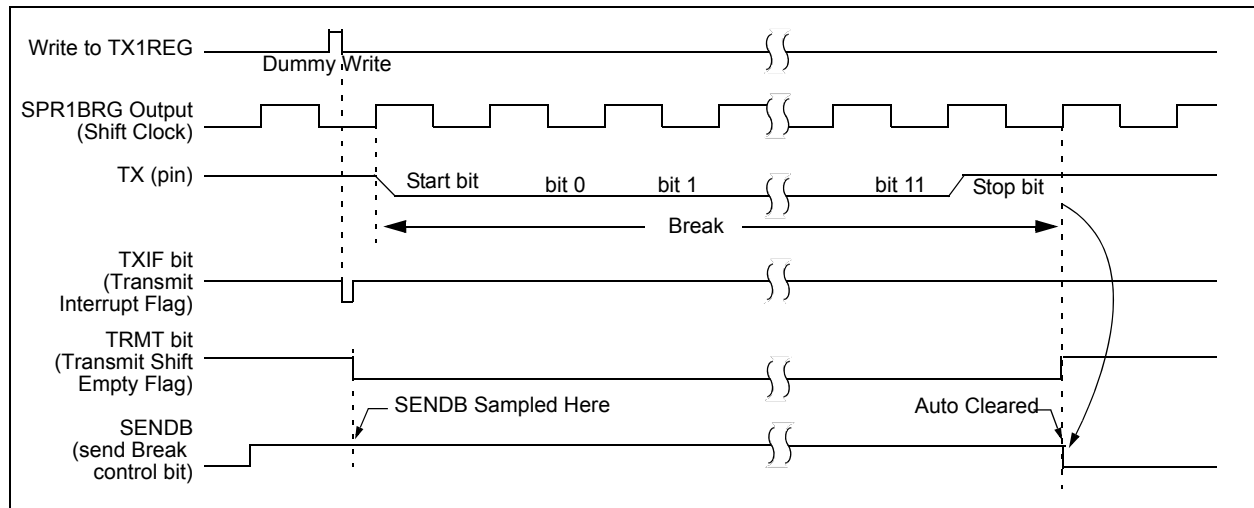 Write to TX1REG
Dummy Write
SPR1BRG Output
(Shift Clock)
TX (pin)
Start bit
bit 0
bit 1
bit 11
Stop bit
Break
TXIF bit
(Transmit
Interrupt Flag)
TRMT bit
(Transmit Shift
Empty Flag)
SENDB Sampled Here
Auto Cleared
SENDB
(send Break
control bit)